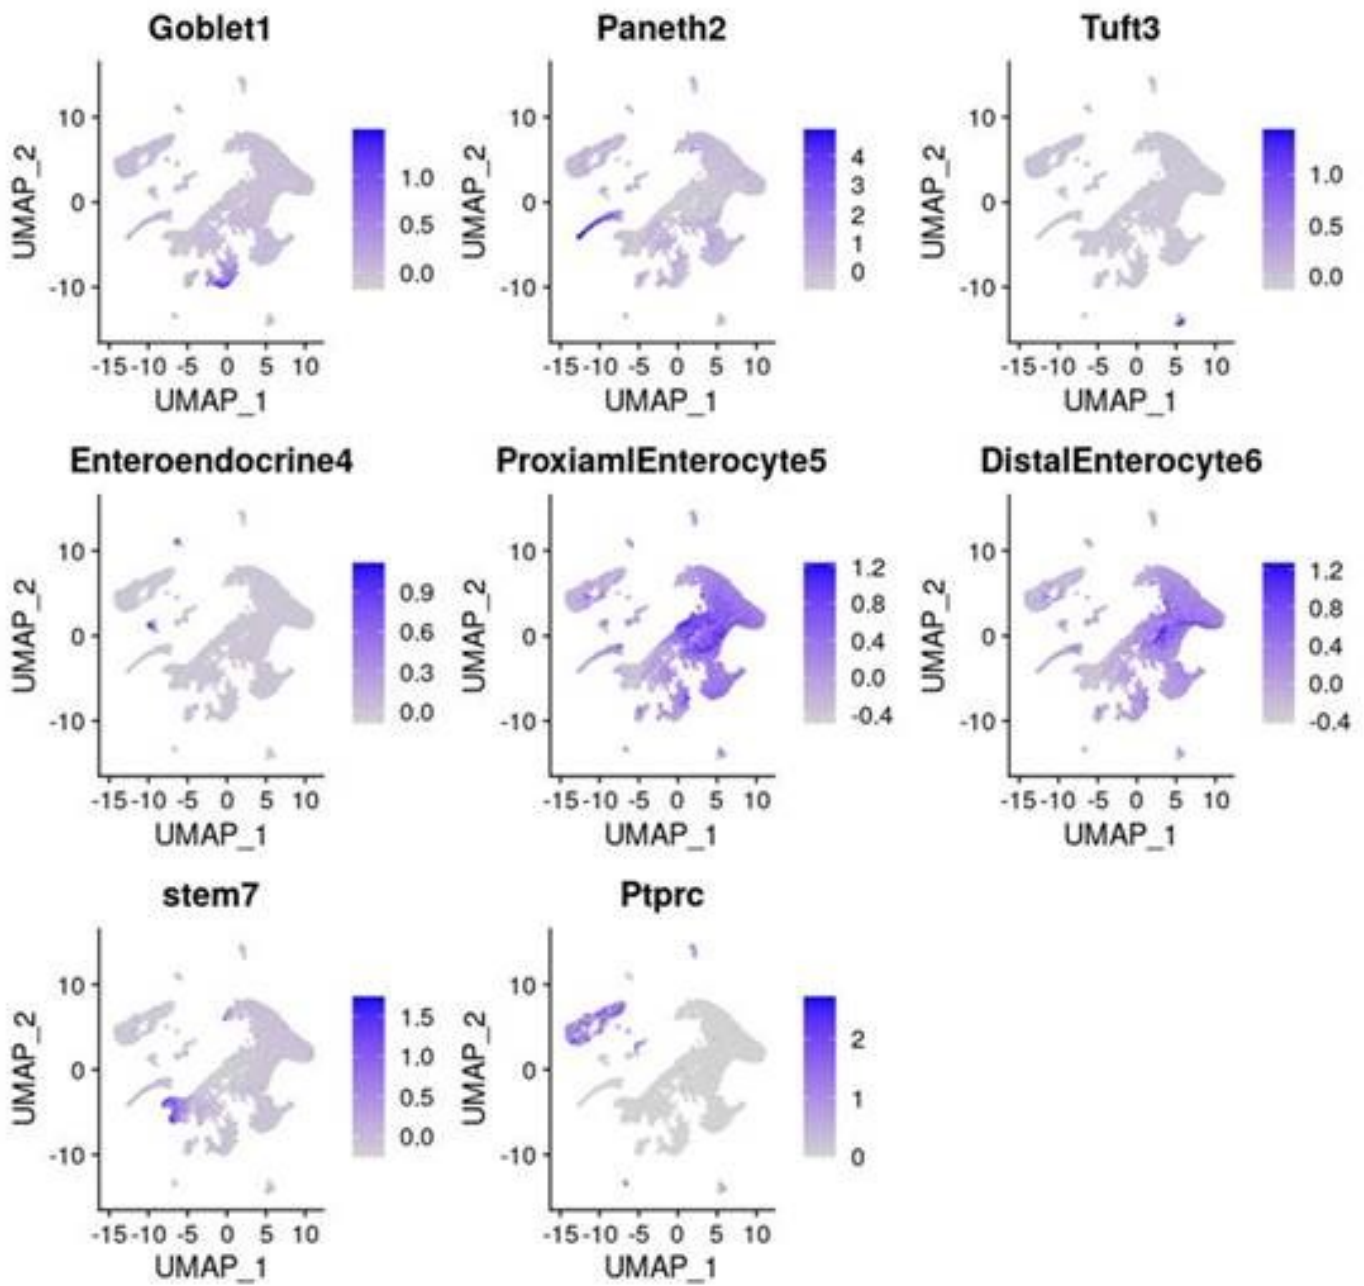 Goblet1 Paneth2 Tuft3
UMAP_2 10 0 -10 1.0 0.5 0.0 UMAP_2 10 0 -10 4 3 2 1 0 UMAP_2 10 0 -10 1.0 0.5 0.0
-15 -10 -5 0 5 10 -15 -10 -5 0 5 10 -15 -10 -5 0 5 10
UMAP_1 UMAP_1 UMAP_1
Enteroendocrine4 ProxiamlEnterocyte5 DistalEnterocyte6
UMAP_2 10 0 -10 0.9 0.6 0.3 0.0 UMAP_2 10 0 -10 1.2 0.8 0.4 0.0 -0.4 UMAP_2 10 0 -10 1.2 0.8 0.4 0.0 -0.4
-15 -10 -5 0 5 10 -15 -10 -5 0 5 10 -15 -10 -5 0 5 10
UMAP_1 UMAP_1 UMAP_1
stem7 Ptprc
UMAP_2 10 0 -10 1.5 1.0 0.5 0.0 UMAP_2 10 0 -10 2 1 0
-15 -10 -5 0 5 10 -15 -10 -5 0 5 10
UMAP_1 UMAP_1